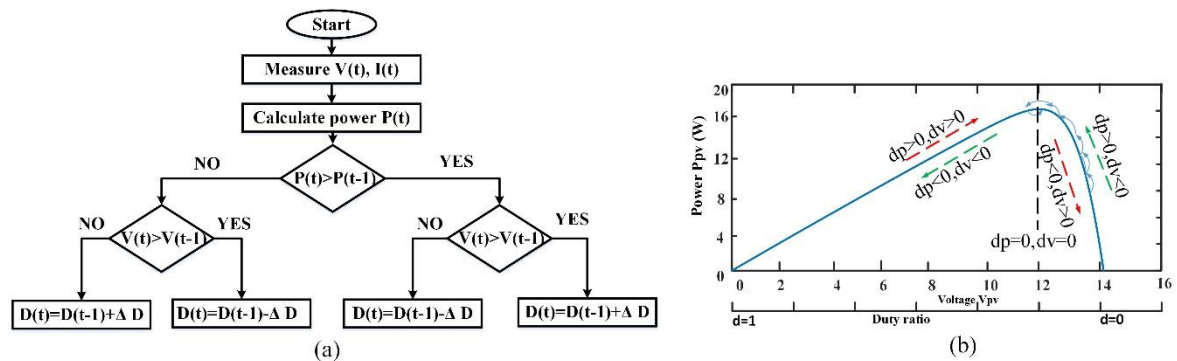 Start
Measure V(t), I(t)
Calculate power P(t)
NO
P(t)>P(t-1)
YES
NO
V(t)>V(t-1)
YES
NO
V(t)>V(t-1)
YES
D(t)=D(t-1)+Δ D
D(t)=D(t-1)-Δ D
D(t)=D(t-1)-Δ D
D(t)=D(t-1)+Δ D
(a)
Power Ppv (W)
20
16
12
8
4
0
dp>0,dv>0
dp<0,dv<0
dp<0,dv>0
dp>0,dv<0
dp=0,dv=0
0 2 4 6 8 10 12 14 16
Voltage Vpv
d=1 Duty ratio d=0
(b)